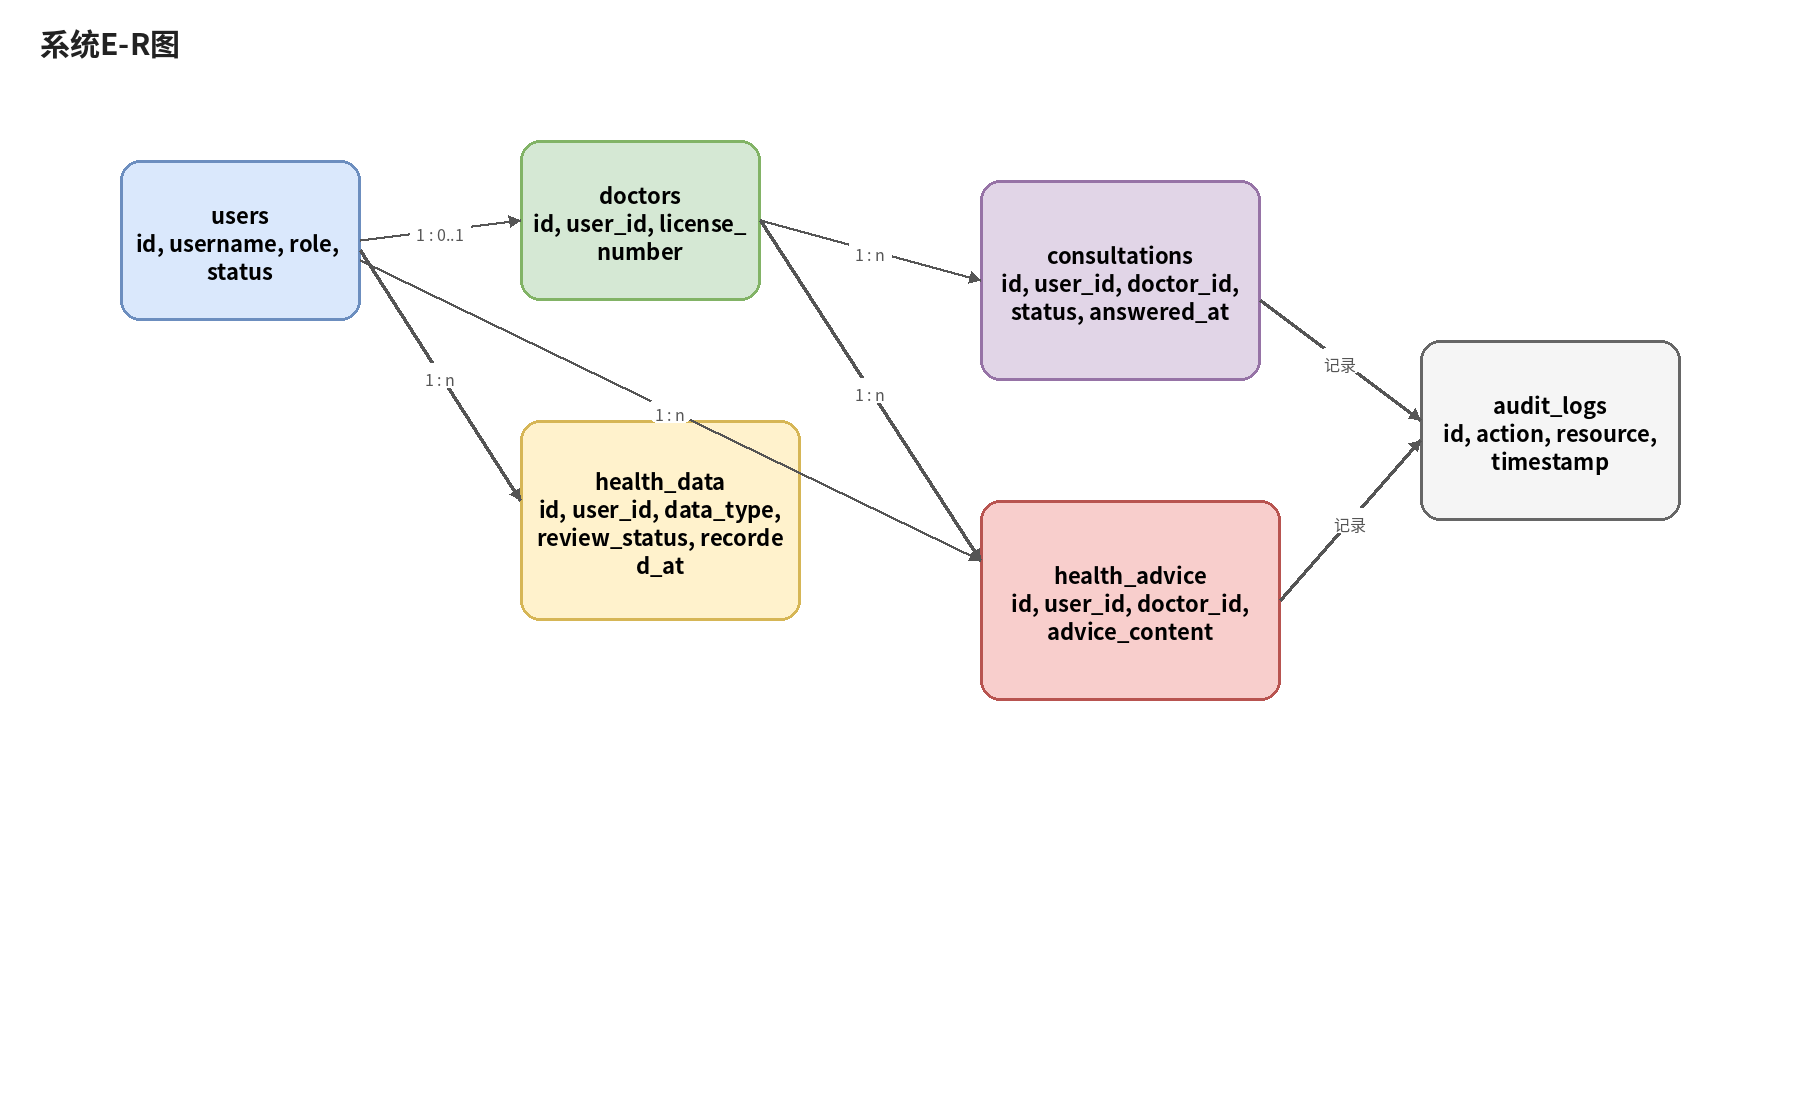 系统E-R图
users
id, username, role,
status
1 : 0..1
doctors
id, user_id, license_
number
1 : n
consultations
id, user_id, doctor_id,
status, answered_at
记录
audit_logs
id, action, resource,
timestamp
1 : n
1 : n
1 : n
health_data
id, user_id, data_type,
review_status, recorde
d_at
health_advice
id, user_id, doctor_id,
advice_content
记录